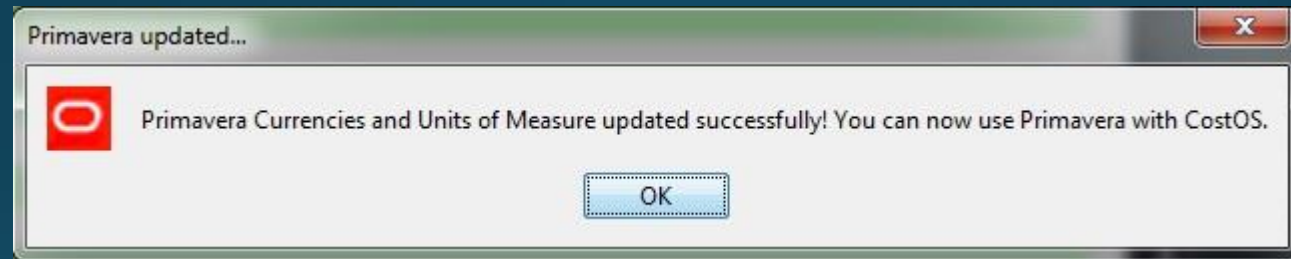 Primavera updated...
Primavera Currencies and Units of Measure updated successfully! You can now use Primavera with CostOS.
OK